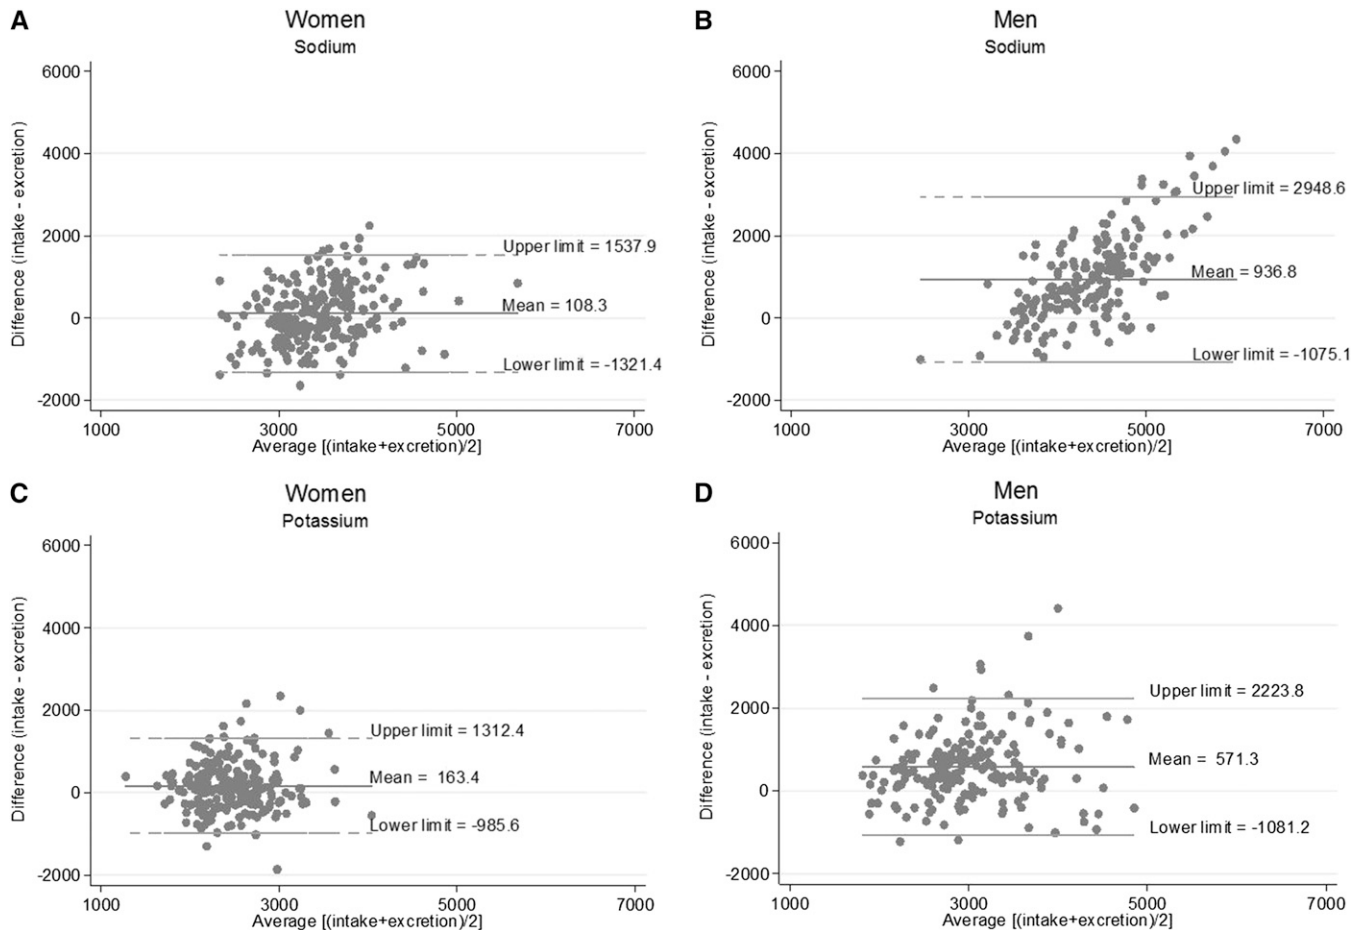 A
Women
Sodium
6000
4000
2000
0
-2000
Difference (intake - excretion)
Upper limit = 1537.9
Mean = 108.3
Lower limit = -1321.4
1000 3000 5000 7000
Average [(intake+excretion)/2]
B
Men
Sodium
6000
4000
2000
0
-2000
Difference (intake - excretion)
Upper limit = 2948.6
Mean = 936.8
Lower limit = -1075.1
1000 3000 5000 7000
Average [(intake+excretion)/2]
C
Women
Potassium
6000
4000
2000
0
-2000
Difference (intake - excretion)
Upper limit = 1312.4
Mean = 163.4
Lower limit = -985.6
1000 3000 5000 7000
Average [(intake+excretion)/2]
D
Men
Potassium
6000
4000
2000
0
-2000
Difference (intake - excretion)
Upper limit = 2223.8
Mean = 571.3
Lower limit = -1081.2
1000 3000 5000 7000
Average [(intake+excretion)/2]